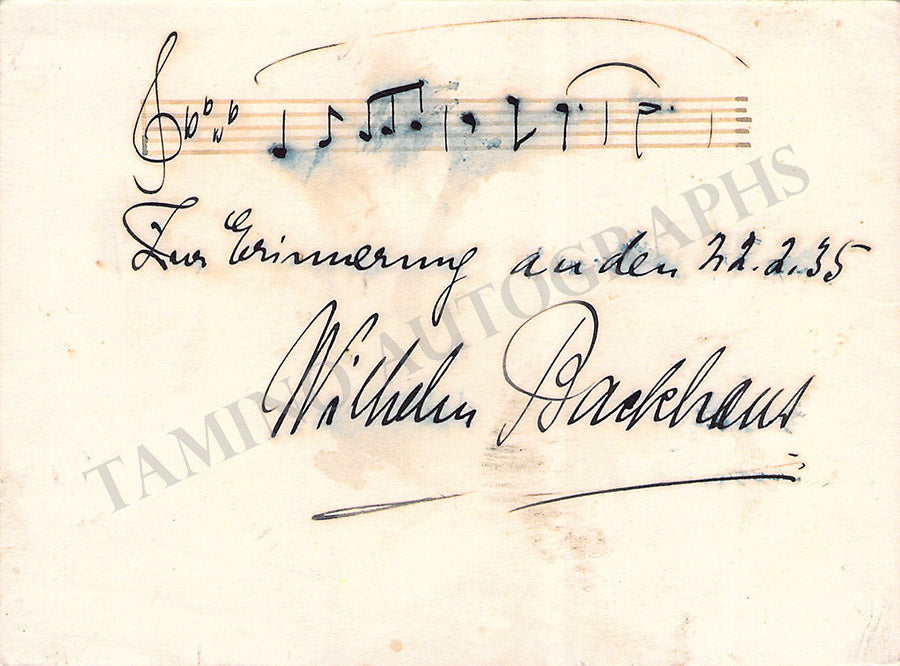 Zur Erinnerung an den 22.2.35
Wilhelm Backhaus
TAMINO AUTOGRAPHS